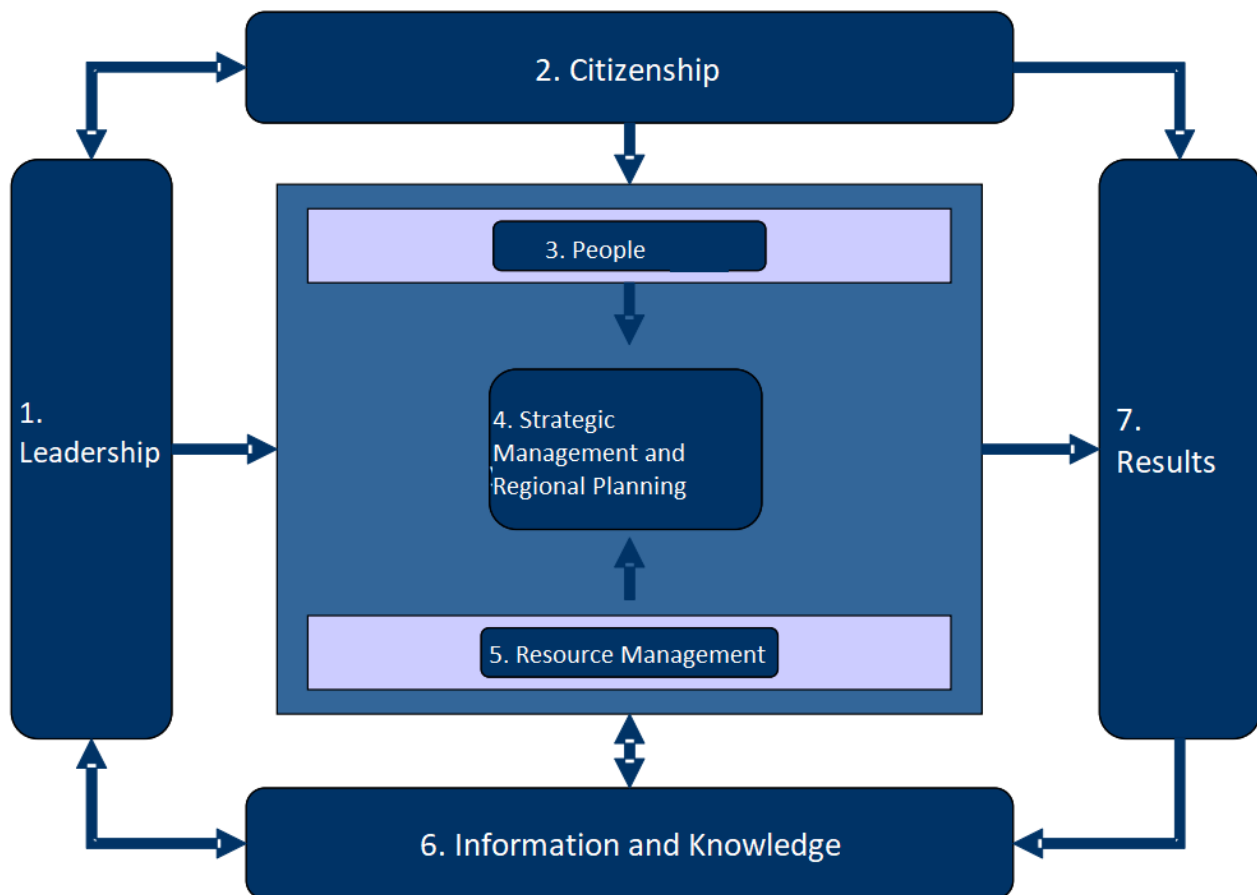 2. Citizenship
3. People
1.
Leadership
4. Strategic
Management and
Regional Planning
7.
Results
5. Resource Management
6. Information and Knowledge